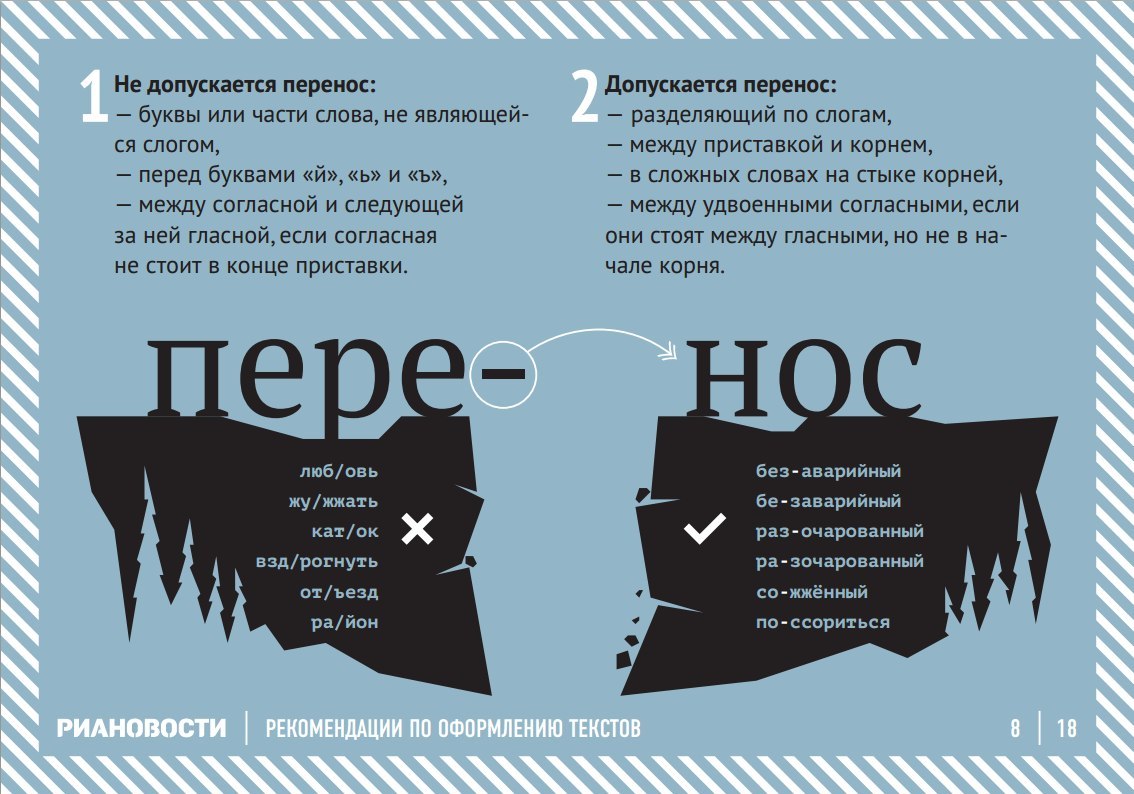 1
Не допускается перенос:
— буквы или части слова, не являющей-
ся слогом,
— перед буквами «й», «ь» и «ъ»,
— между согласной и следующей
за ней гласной, если согласная
не стоит в конце приставки.
2
Допускается перенос:
— разделяющий по слогам,
— между приставкой и корнем,
— в сложных словах на стыке корней,
— между удвоенными согласными, если
они стоят между гласными, но не в на-
чале корня.
пере-
нос
люб/овь
жу/жжать
кат/ок
взд/рогнуть
от/ъезд
ра/йон
без-аварийный
бе-заварийный
раз-очарованный
ра-зочарованный
со-жжённый
по-ссориться
РИАНОВОСТИ | РЕКОМЕНДАЦИИ ПО ОФОРМЛЕНИЮ ТЕКСТОВ
8 | 18